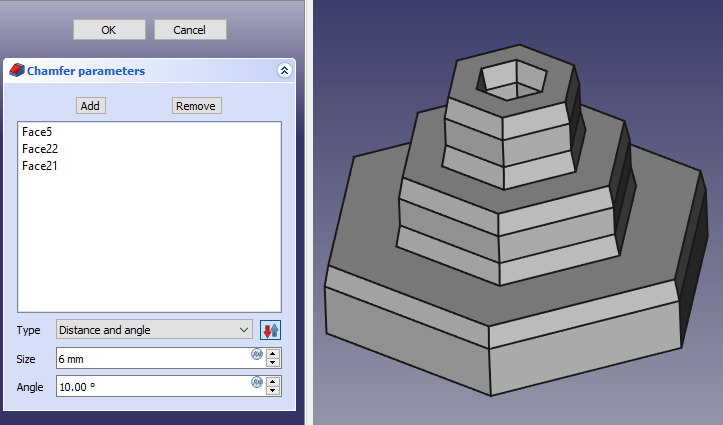 OK Cancel
Chamfer parameters
Add Remove
Face5
Face22
Face21
Type Distance and angle
Size 6 mm
Angle 10.00 °